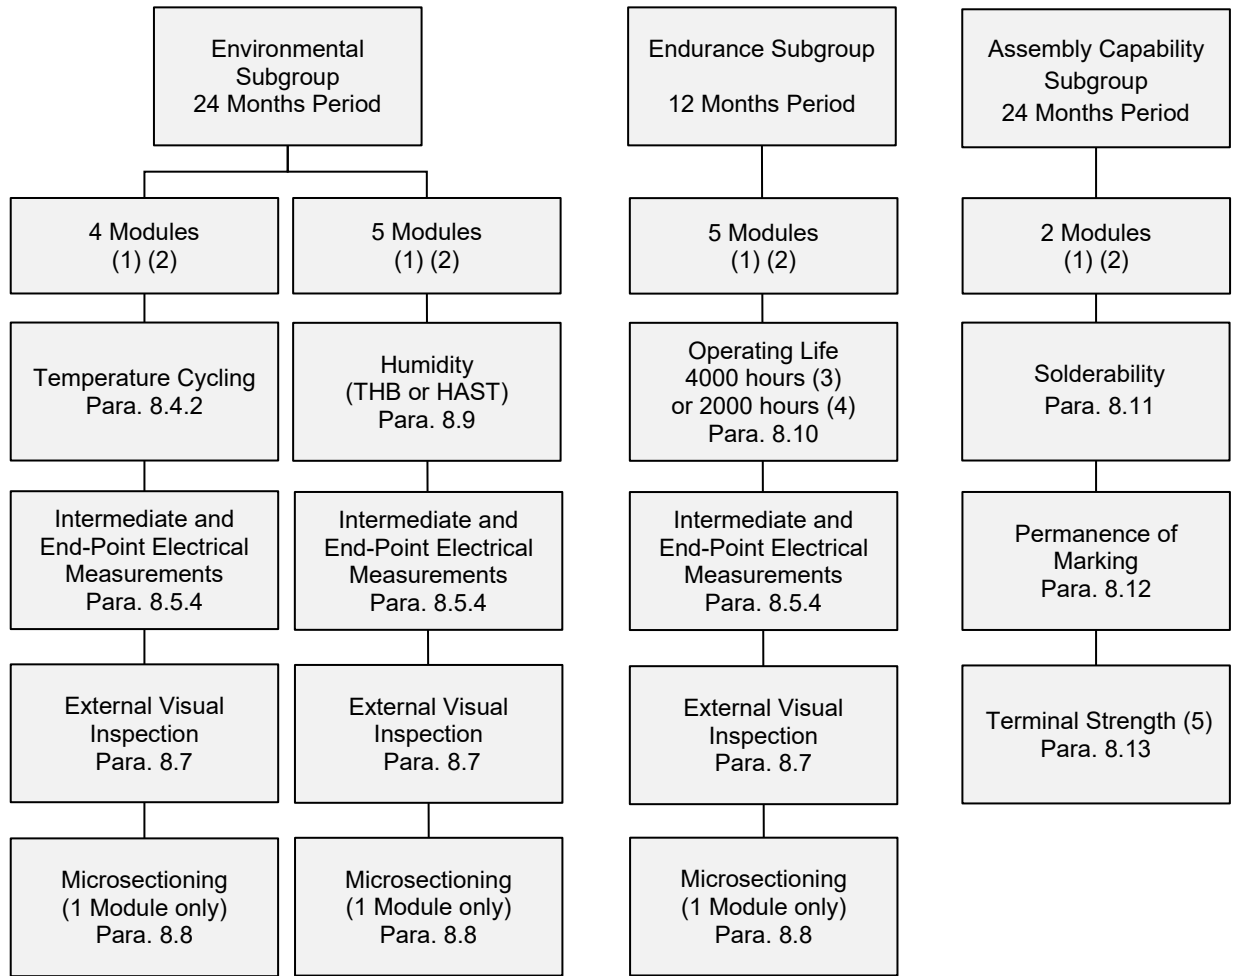 Environmental
Subgroup
24 Months Period
Endurance Subgroup
12 Months Period
Assembly Capability
Subgroup
24 Months Period
4 Modules
(1) (2)
5 Modules
(1) (2)
5 Modules
(1) (2)
2 Modules
(1) (2)
Temperature Cycling
Para. 8.4.2
Humidity
(THB or HAST)
Para. 8.9
Operating Life
4000 hours (3)
or 2000 hours (4)
Para. 8.10
Solderability
Para. 8.11
Intermediate and
End-Point Electrical
Measurements
Para. 8.5.4
Intermediate and
End-Point Electrical
Measurements
Para. 8.5.4
Intermediate and
End-Point Electrical
Measurements
Para. 8.5.4
Permanence of
Marking
Para. 8.12
External Visual
Inspection
Para. 8.7
External Visual
Inspection
Para. 8.7
External Visual
Inspection
Para. 8.7
Terminal Strength (5)
Para. 8.13
Microsectioning
(1 Module only)
Para. 8.8
Microsectioning
(1 Module only)
Para. 8.8
Microsectioning
(1 Module only)
Para. 8.8